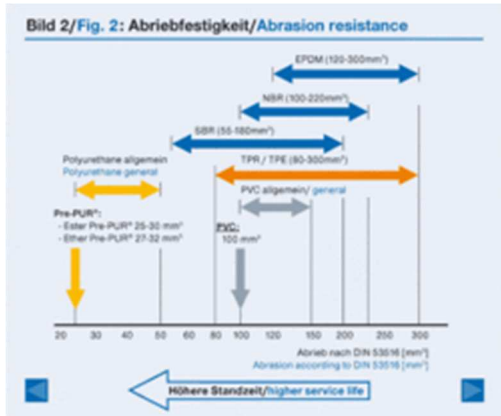 Bild 2/Fig. 2: Abriebfestigkeit/Abrasion resistance
EPDM (120-300mm³)
NBR (100-220mm³)
SBR (55-180mm³)
Polyurethane allgemein
Polyurethane general
TPR / TPE (80-300mm³)
PVC allgemein/ general
Pre-PUR®:
- Ester Pre-PUR® 25-30 mm³
- Ether Pre-PUR® 27-32 mm³
PVC:
100 mm³
20 30 40 50 60 80 100 120 150 200 250 300
Abrieb nach DIN 53516 [mm³]
Abrasion according to DIN 53516 [mm³]
Höhere Standzeit/higher service life